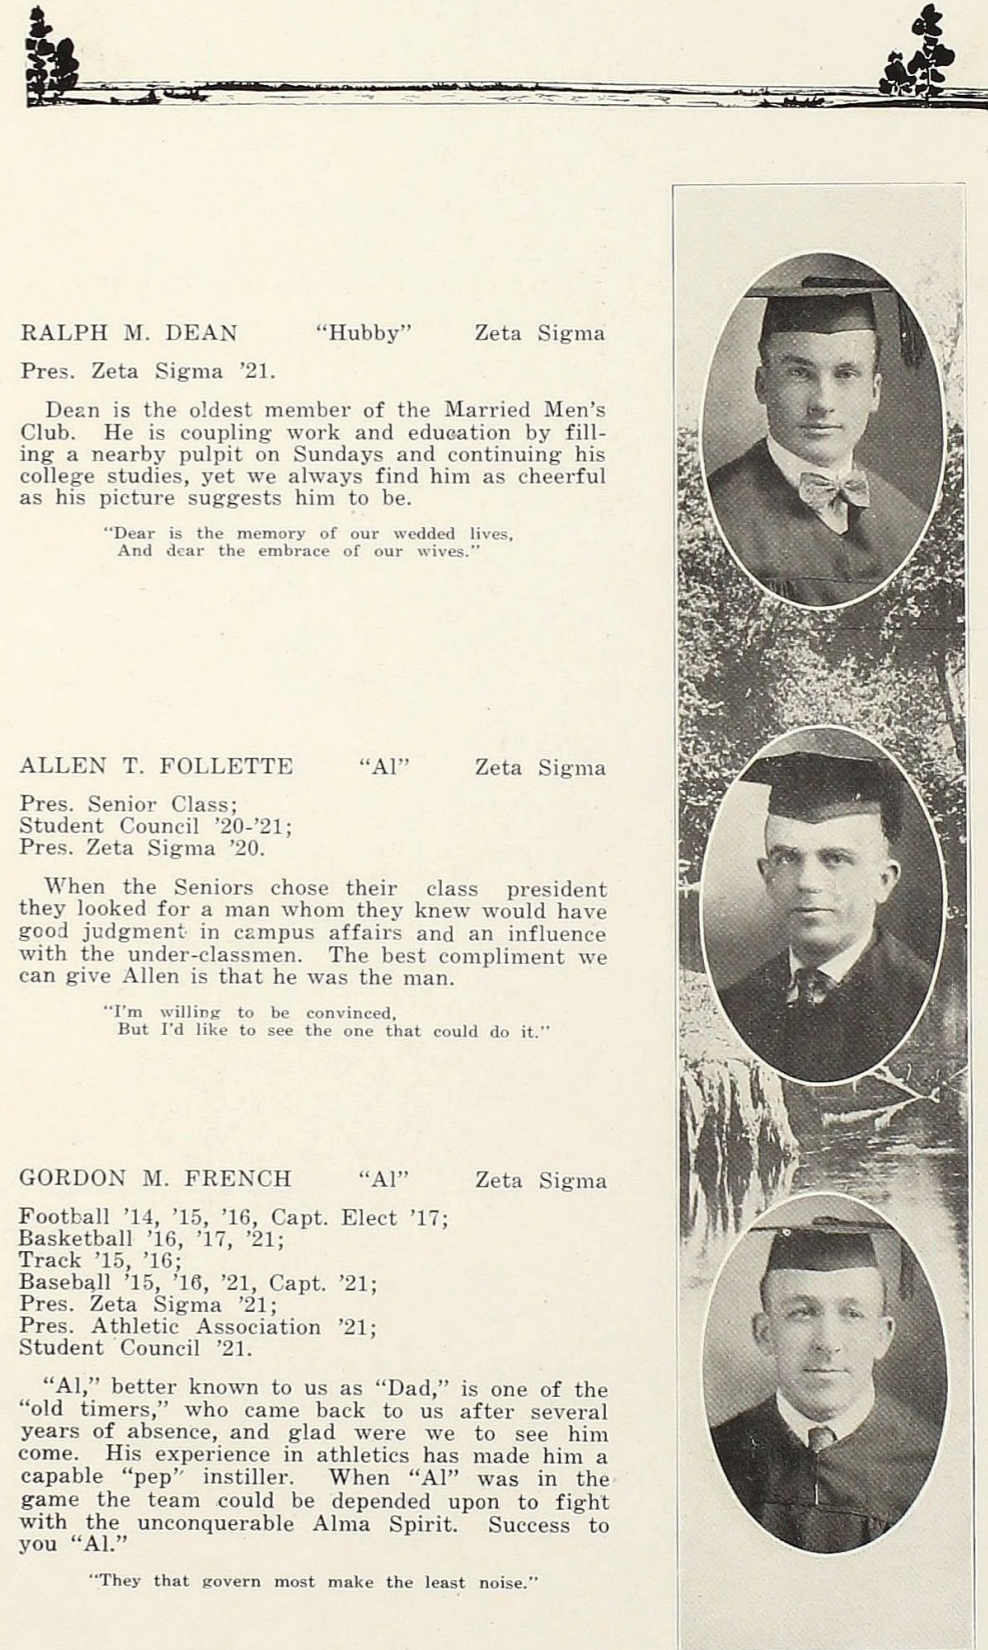 RALPH M. DEAN “Hubby” Zeta Sigma
Pres. Zeta Sigma ’21.
Dean is the oldest member of the Married Men’s
Club. He is coupling work and education by fill-
ing a nearby pulpit on Sundays and continuing his
college studies, yet we always find him as cheerful
as his picture suggests him to be.
“Dear is the memory of our wedded lives,
And dear the embrace of our wives.”
ALLEN T. FOLLETTE “Al” Zeta Sigma
Pres. Senior Class;
Student Council ’20-’21;
Pres. Zeta Sigma ’20.
When the Seniors chose their class president
they looked for a man whom they knew would have
good judgment in campus affairs and an influence
with the under-classmen. The best compliment we
can give Allen is that he was the man.
“I’m willing to be convinced,
But I’d like to see the one that could do it.”
GORDON M. FRENCH “Al” Zeta Sigma
Football ’14, ’15, ’16, Capt. Elect ’17;
Basketball ’16, ’17, ’21;
Track ’15, ’16;
Baseball ’15, ’16, ’21, Capt. ’21;
Pres. Zeta Sigma ’21;
Pres. Athletic Association ’21;
Student Council ’21.
“Al,” better known to us as “Dad,” is one of the
“old timers,” who came back to us after several
years of absence, and glad were we to see him
come. His experience in athletics has made him a
capable “pep” instiller. When “Al” was in the
game the team could be depended upon to fight
with the unconquerable Alma Spirit. Success to
you “Al.”
“They that govern most make the least noise.”